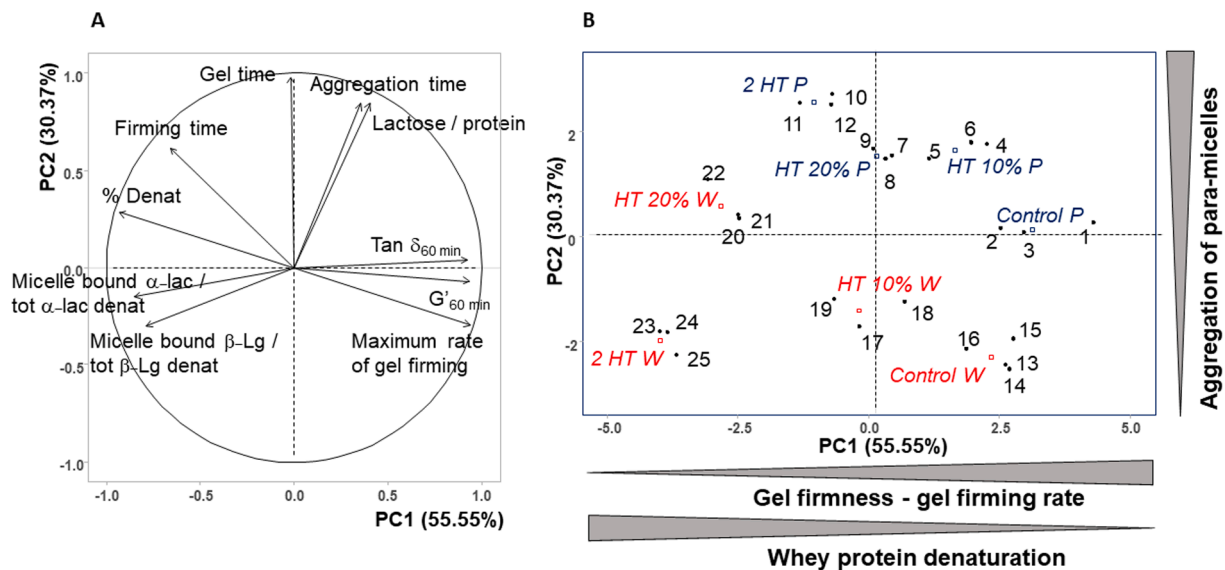 A
PC2 (30.37%)
1.0
0.5
0.0
-0.5
-1.0
Gel time
Aggregation time
Lactose / protein
Firming time
% Denat
Tan δ60 min
Micelle bound α–lac /
tot α–lac denat
G'60 min
Micelle bound β–Lg /
tot β–Lg denat
Maximum rate
of gel firming
-1.0
-0.5
0.0
0.5
1.0
PC1 (55.55%)
B
PC2 (30.37%)
2
0
-2
2 HT P
10
11
12
9
7
8
HT 20% P
5
6
4
HT 10% P
22
HT 20% W
21
20
Control P
1
2
3
HT 10% W
19
18
17
23
24
25
2 HT W
16
15
13
14
Control W
-5.0
-2.5
0.0
2.5
5.0
PC1 (55.55%)
Aggregation of para-micelles
Gel firmness - gel firming rate
Whey protein denaturation